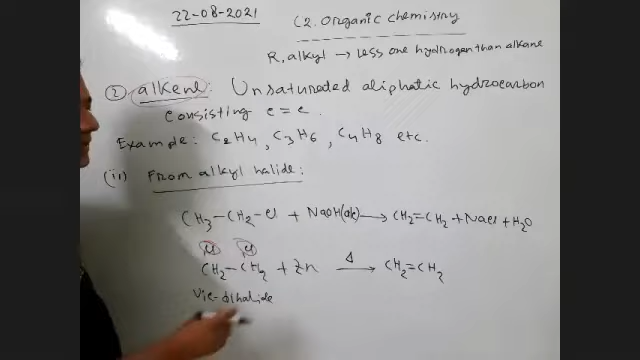 22-08-2021
C2. Organic chemistry
R, alkyl → Less one hydrogen than alkane
(2) alkene: Unsaturated aliphatic hydrocarbon
consisting c=c.
Example: C2H4, C3H6, C4H8 etc.
(ii) From alkyl halide:
CH3-CH2-Cl + NaOH(alc) → CH2=CH2 + NaCl + H2O
Cl Cl
CH2-CH2 + Zn Δ→ CH2=CH2
Vic-dihalide